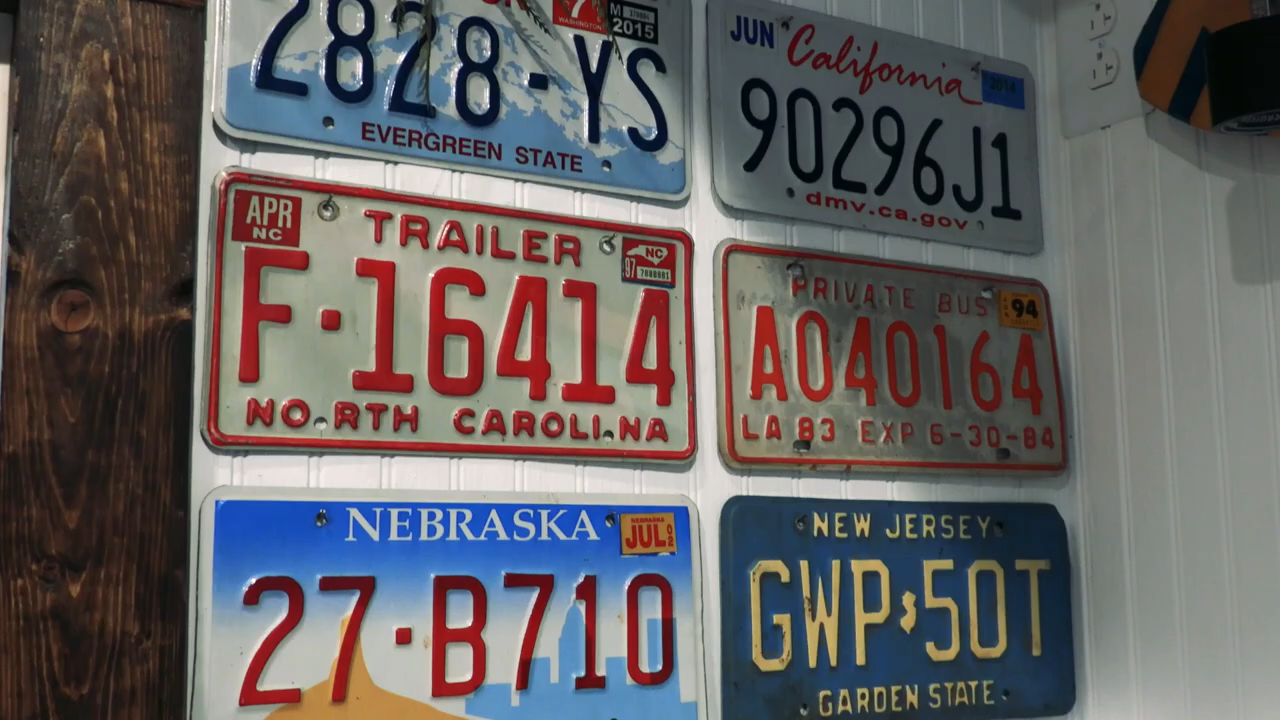 WASHINGTON
M
2015
2828-YS
EVERGREEN STATE
JUN
California
2014
90296J1
dmv.ca.gov
APR
NC
TRAILER
NC
97
F·16414
NORTH CAROLINA
PRIVATE BUS
94
A040164
LA 83 EXP 6-30-84
NEBRASKA
JUL
02
27·B710
NEW JERSEY
GWP 50T
GARDEN STATE